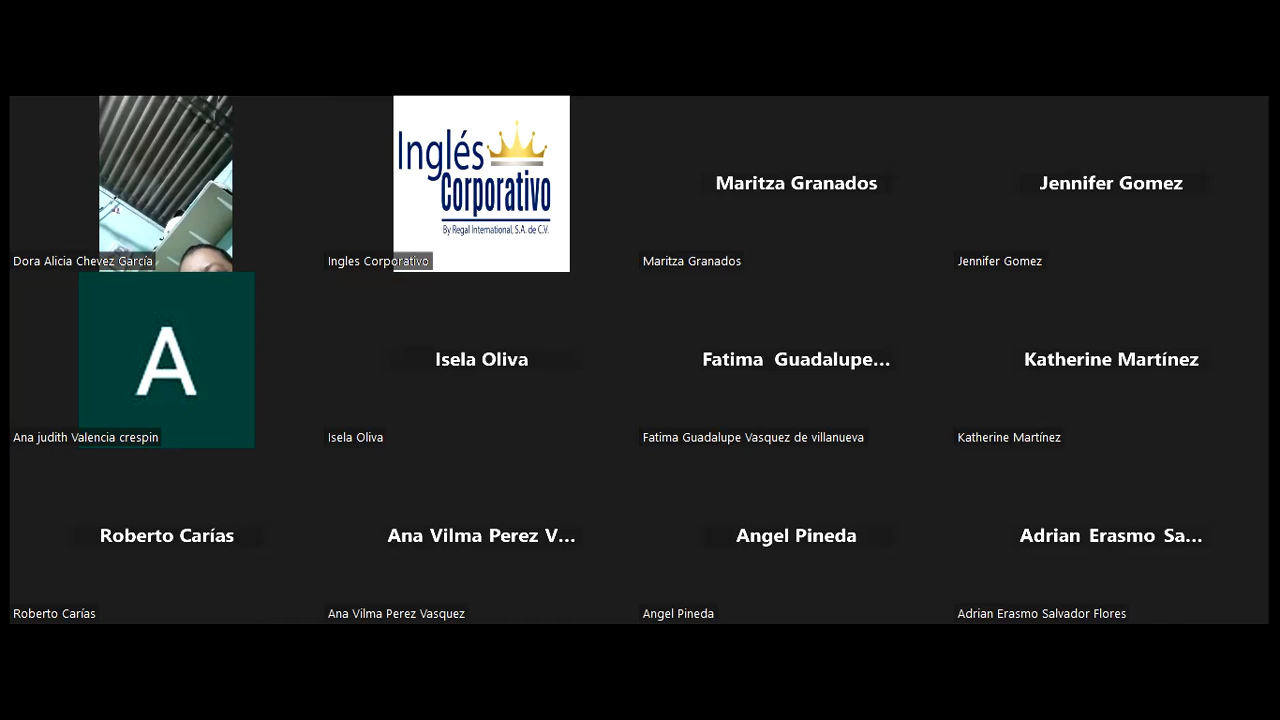 Inglés
Corporativo
By Regal International, S.A. de C.V.
Maritza Granados
Jennifer Gomez
Dora Alicia Chevez García
Ingles Corporativo
Maritza Granados
Jennifer Gomez
A
Isela Oliva
Fatima Guadalupe...
Katherine Martínez
Ana judith Valencia crespin
Isela Oliva
Fatima Guadalupe Vasquez de villanueva
Katherine Martínez
Roberto Carías
Ana Vilma Perez V...
Angel Pineda
Adrian Erasmo Sa...
Roberto Carías
Ana Vilma Perez Vasquez
Angel Pineda
Adrian Erasmo Salvador Flores